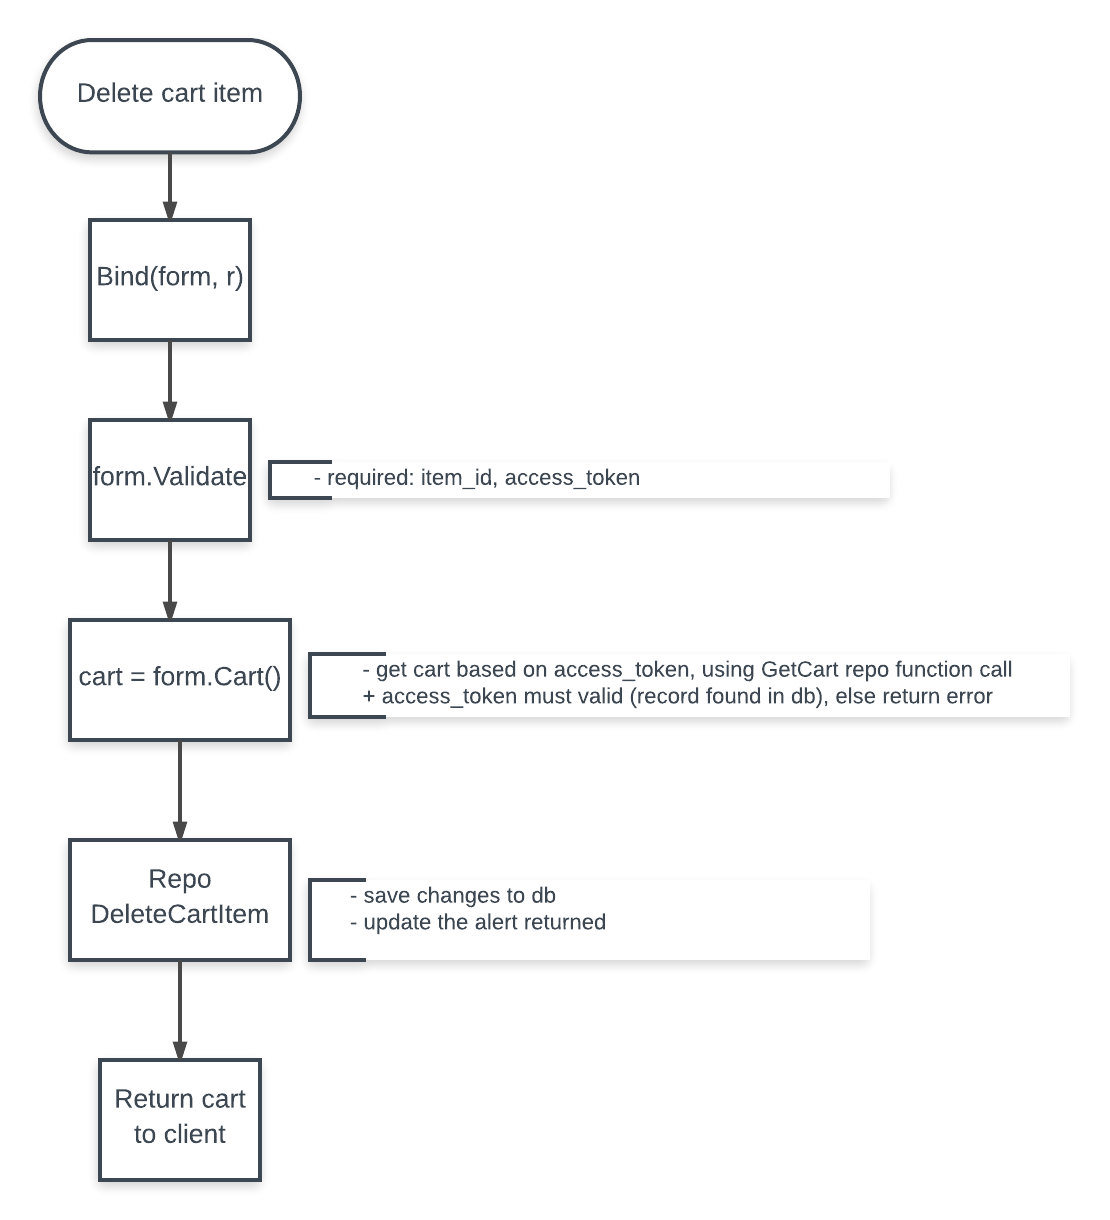 Delete cart item
Bind(form, r)
form.Validate
- required: item_id, access_token
cart = form.Cart()
- get cart based on access_token, using GetCart repo function call
+ access_token must valid (record found in db), else return error
Repo
DeleteCartItem
- save changes to db
- update the alert returned
Return cart
to client